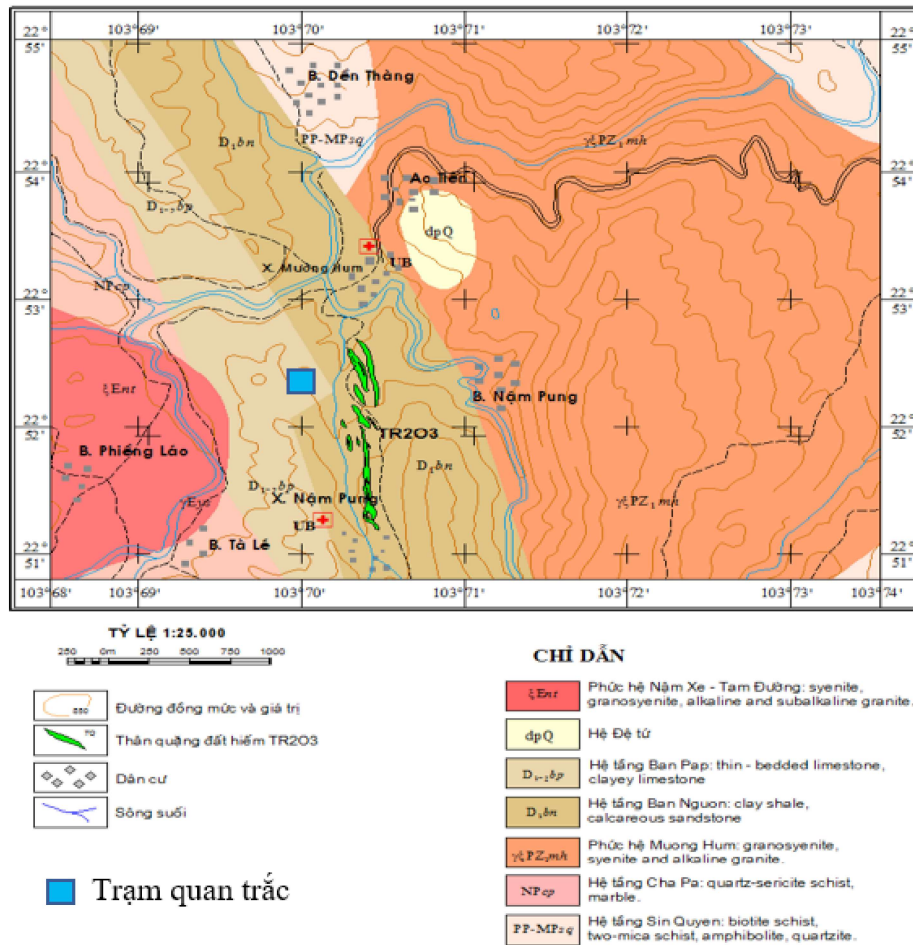 103°69' 103°70' 103°71' 103°72' 103°73'
22° 55' 22° 55'
B. Dền Thàng
D₁bn
PP-MPsq
γξPZ₁mh
22° 54' 22° 54'
Ao Tiên
D₁₋₂bp
dpQ
UB
X. Mường Hum
NPcp
22° 53' 22° 53'
ξEnt
B. Nậm Pung
22° 52' 22° 52'
TR2O3
B. Phiềng Láo
D₁bn
D₁₋₂bp
X. Nậm Pung
γξPZ₁mh
UB
B. Tả Lề
22° 51' 22° 51'
103°68' 103°69' 103°70' 103°71' 103°72' 103°73' 103°74'
TỶ LỆ 1:25.000
250 0m 250 500 750 1000
Đường đồng mức và giá trị
Thân quặng đất hiếm TR2O3
Dân cư
Sông suối
Trạm quan trắc
CHỈ DẪN
ξEnt Phức hệ Nậm Xe - Tam Đường: syenite,
granosyenite, alkaline and subalkaline granite.
dpQ Hệ Đệ tứ
D₁₋₂bp Hệ tầng Ban Pap: thin - bedded limestone,
clayey limestone
D₁bn Hệ tầng Ban Nguon: clay shale,
calcareous sandstone
γξPZ₁mh Phức hệ Muong Hum: granosyenite,
syenite and alkaline granite.
NPcp Hệ tầng Cha Pa: quartz-sericite schist,
marble.
PP-MPsq Hệ tầng Sin Quyen: biotite schist,
two-mica schist, amphibolite, quartzite.